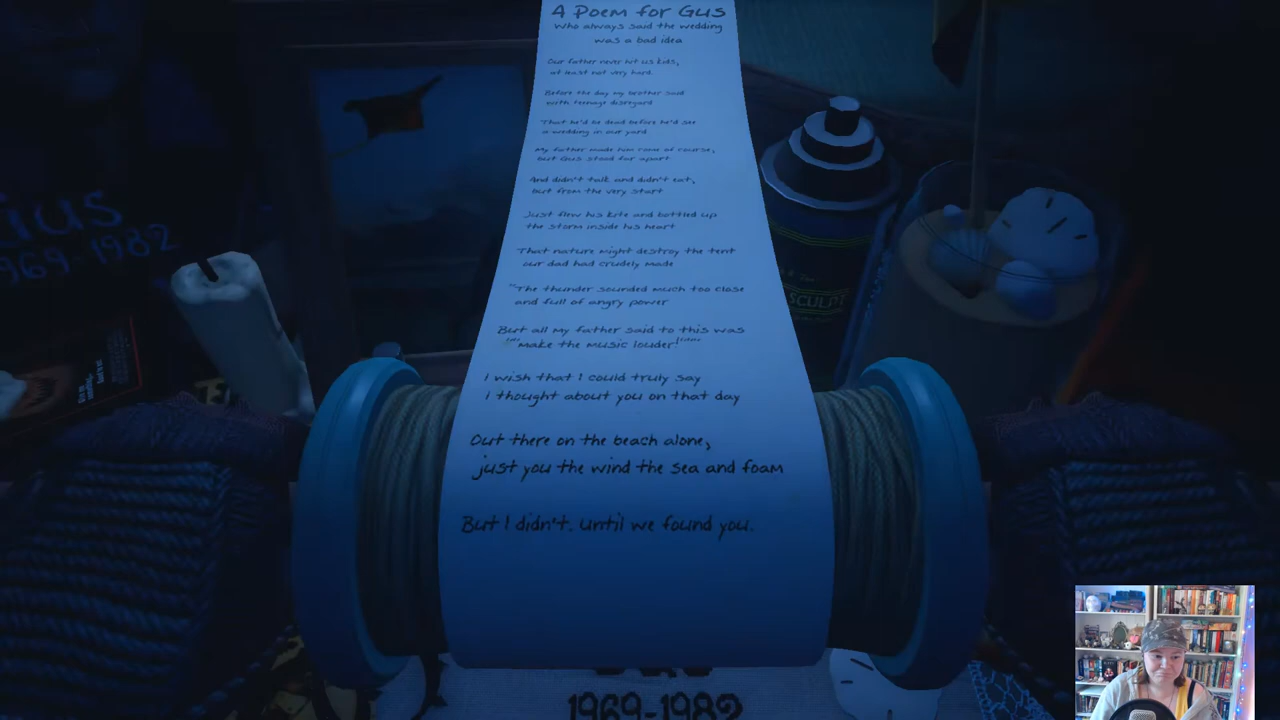 A Poem for Gus
Who always said the wedding
was a bad idea
Our father never hit us kids,
at least not very hard.
Before the day my brother said
with teenage disregard
That he'd be dead before he'd see
a wedding in our yard
My father made him come of course,
but Gus stood far apart
And didn't talk and didn't eat,
but from the very start
Just flew his kite and bottled up
the storm inside his heart
That nature might destroy the tent
our dad had crudely made
"The thunder sounded much too close
and full of angry power
But all my father said to this was
""make the music louder!""
I wish that I could truly say
I thought about you on that day
Out there on the beach alone,
just you the wind the sea and foam
But I didn't. until we found you.
ius
969-1982
SCULPT
1969-1982